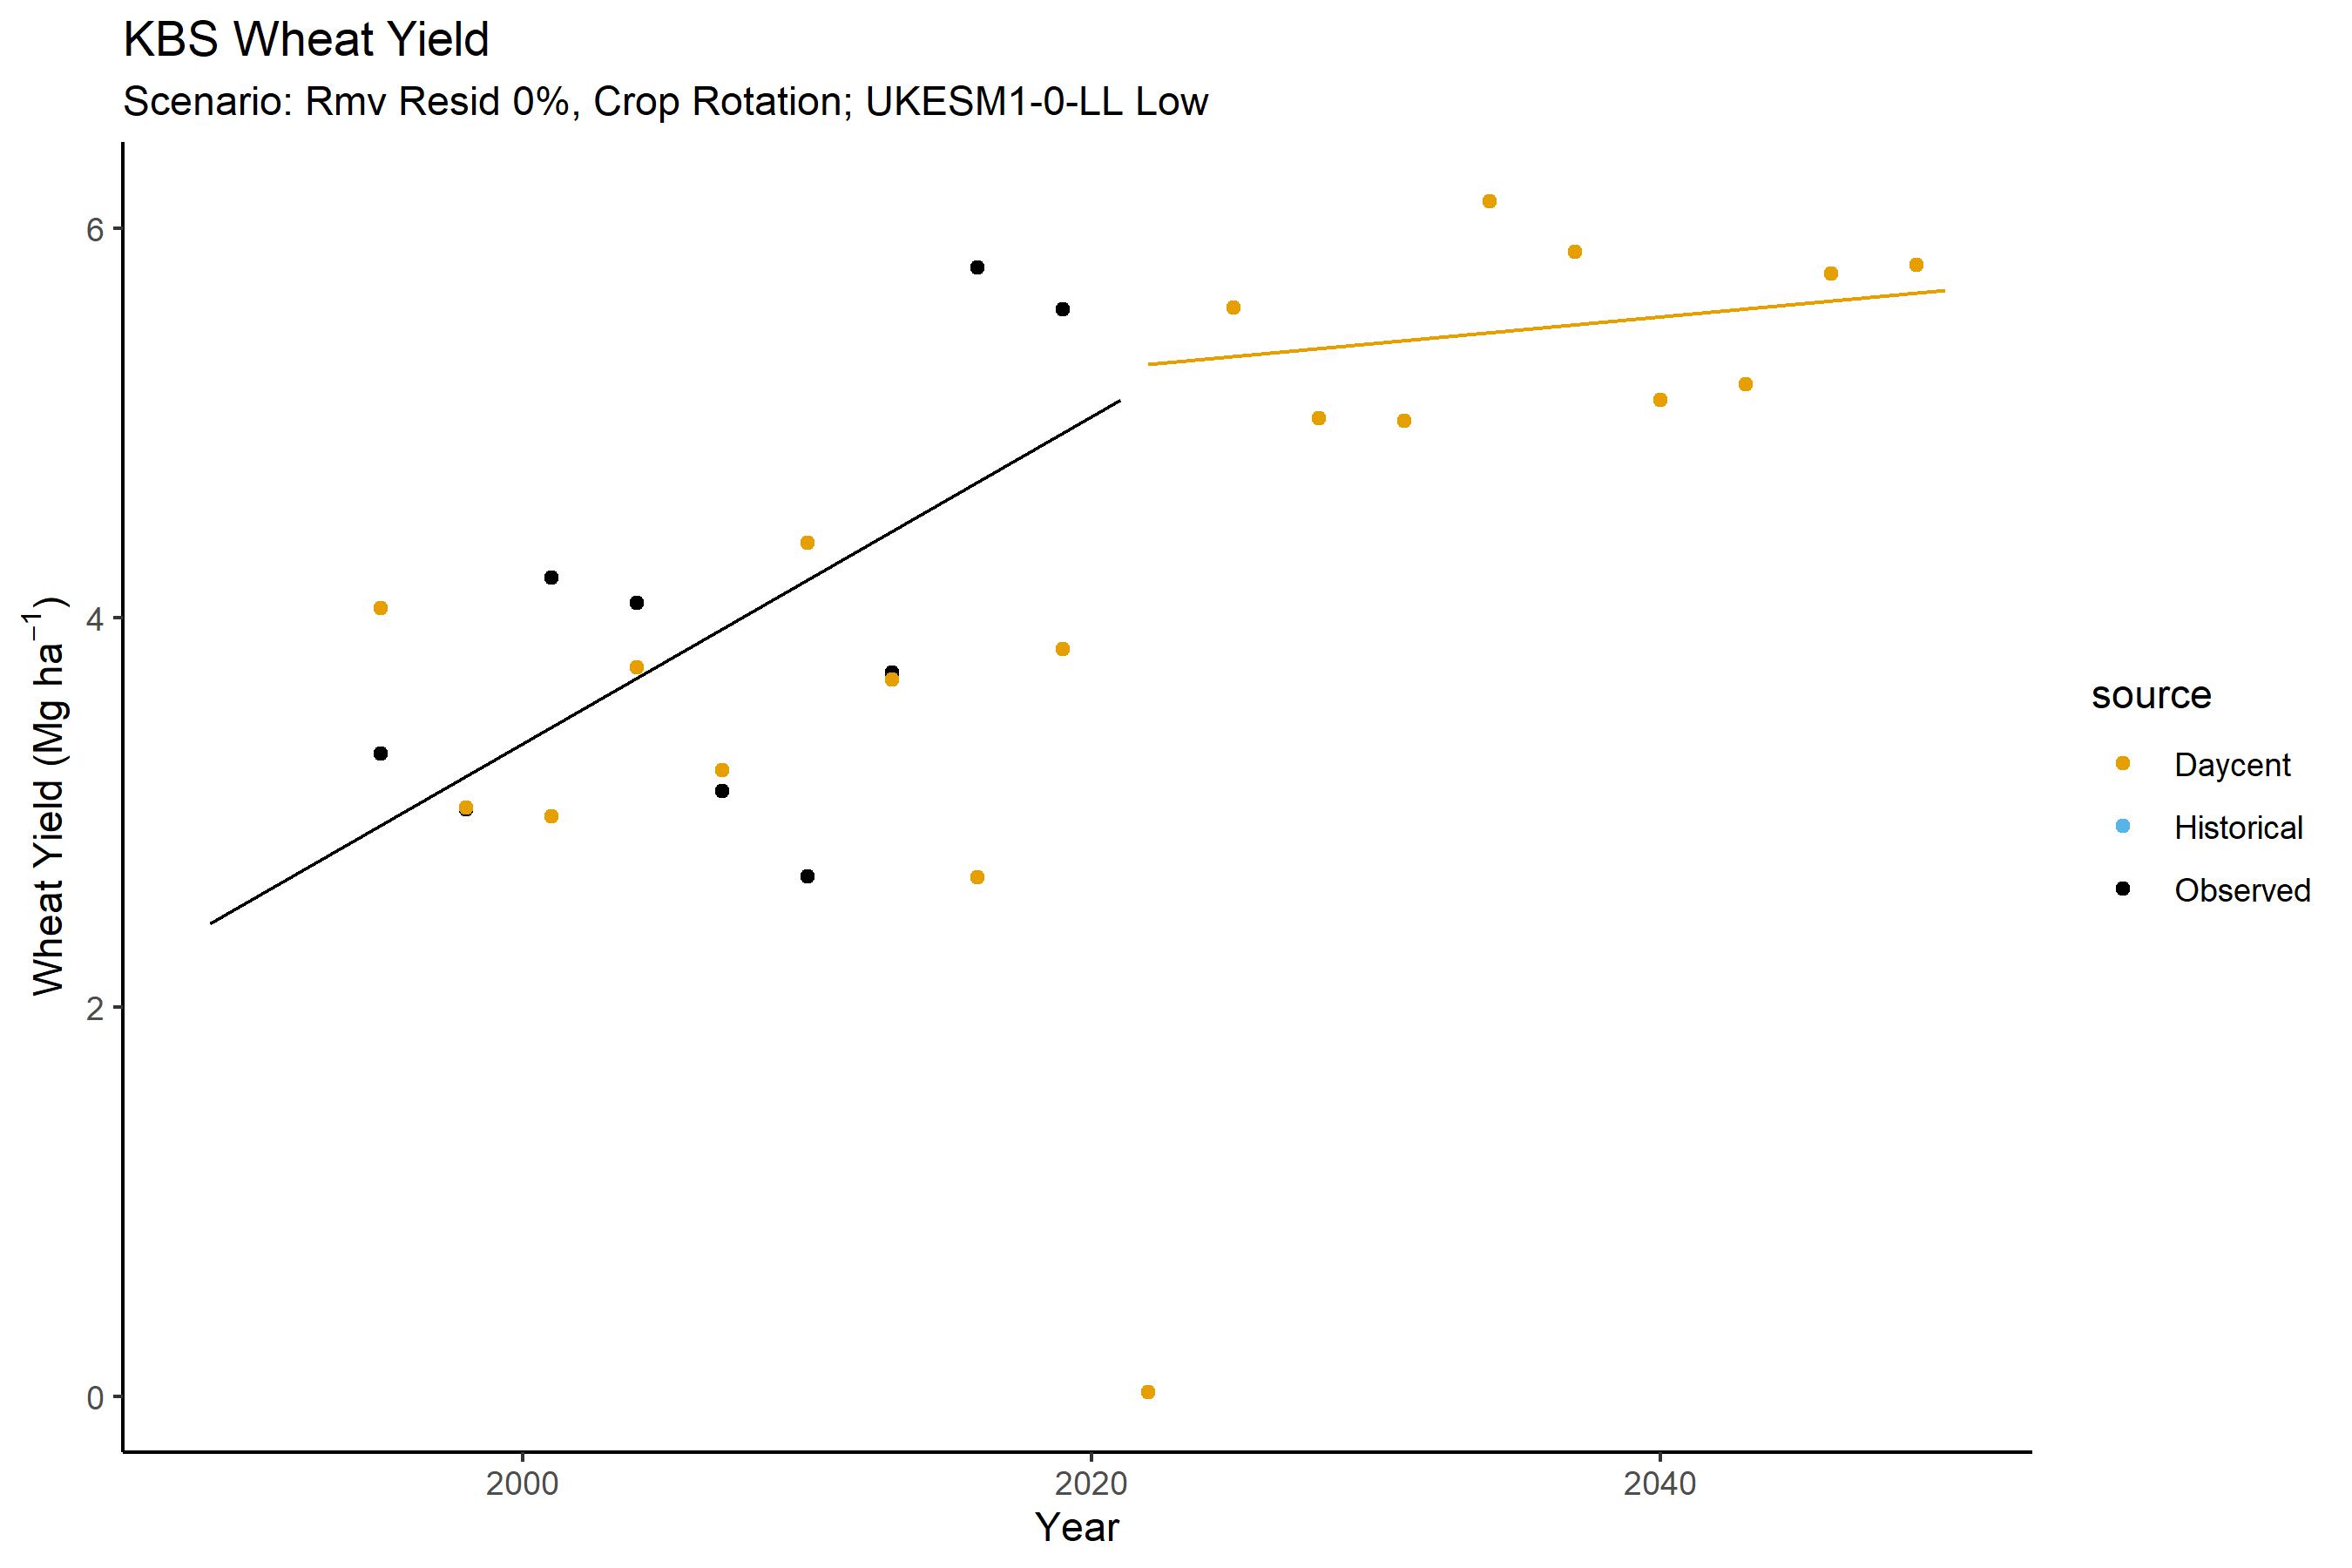 KBS Wheat Yield
Scenario: Rmv Resid 0%, Crop Rotation; UKESM1-0-LL Low
Wheat Yield (Mg ha⁻¹)
6
4
2
0
2000
2020
2040
Year
source
Daycent
Historical
Observed